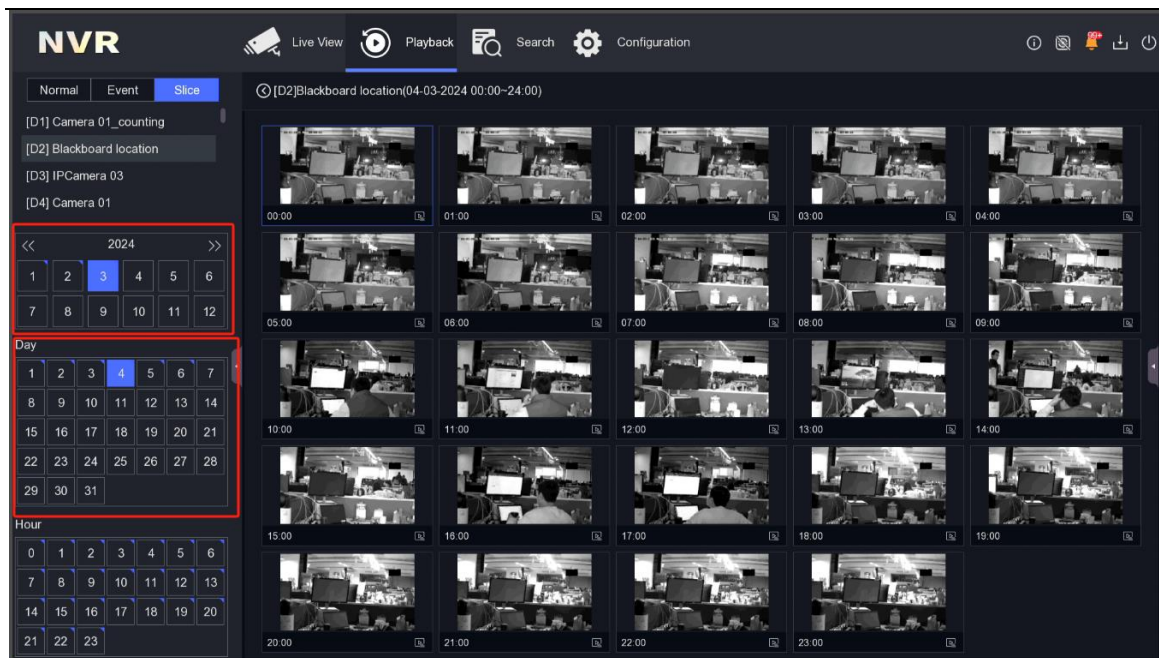 NVR Live View Playback Search Configuration 99+
Normal Event Slice
[D1] Camera 01_counting
[D2] Blackboard location
[D3] IPCamera 03
[D4] Camera 01
<< 2024 >>
1 2 3 4 5 6
7 8 9 10 11 12
Day
1 2 3 4 5 6 7
8 9 10 11 12 13 14
15 16 17 18 19 20 21
22 23 24 25 26 27 28
29 30 31
Hour
0 1 2 3 4 5 6
7 8 9 10 11 12 13
14 15 16 17 18 19 20
21 22 23
[D2]Blackboard location(04-03-2024 00:00~24:00)
00:00 01:00 02:00 03:00 04:00
05:00 06:00 07:00 08:00 09:00
10:00 11:00 12:00 13:00 14:00
15:00 16:00 17:00 18:00 19:00
20:00 21:00 22:00 23:00